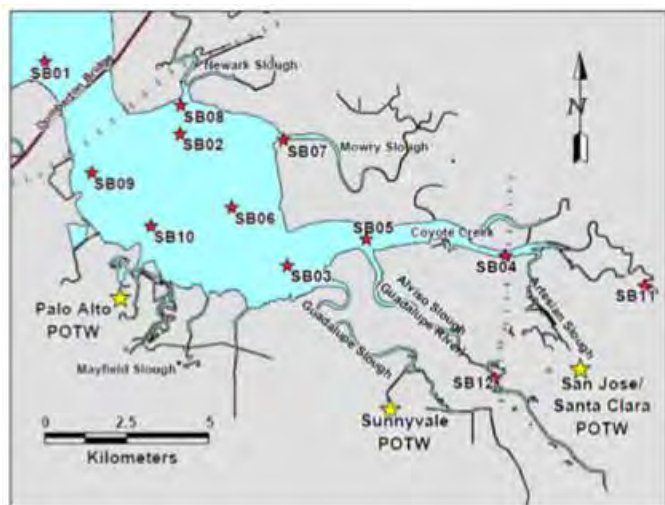 SB01
Dumbarton Bridge
Newark Slough
SB08
SB02
SB07
Mowry Slough
N
SB09
SB06
SB10
SB05
Coyote Creek
SB04
SB03
SB11
Palo Alto
POTW
Alviso Slough
Guadalupe River
Guadalupe Slough
Artesian Slough
Mayfield Slough
SB12
San Jose/
Santa Clara
POTW
Sunnyvale
POTW
0 2.5 5
Kilometers